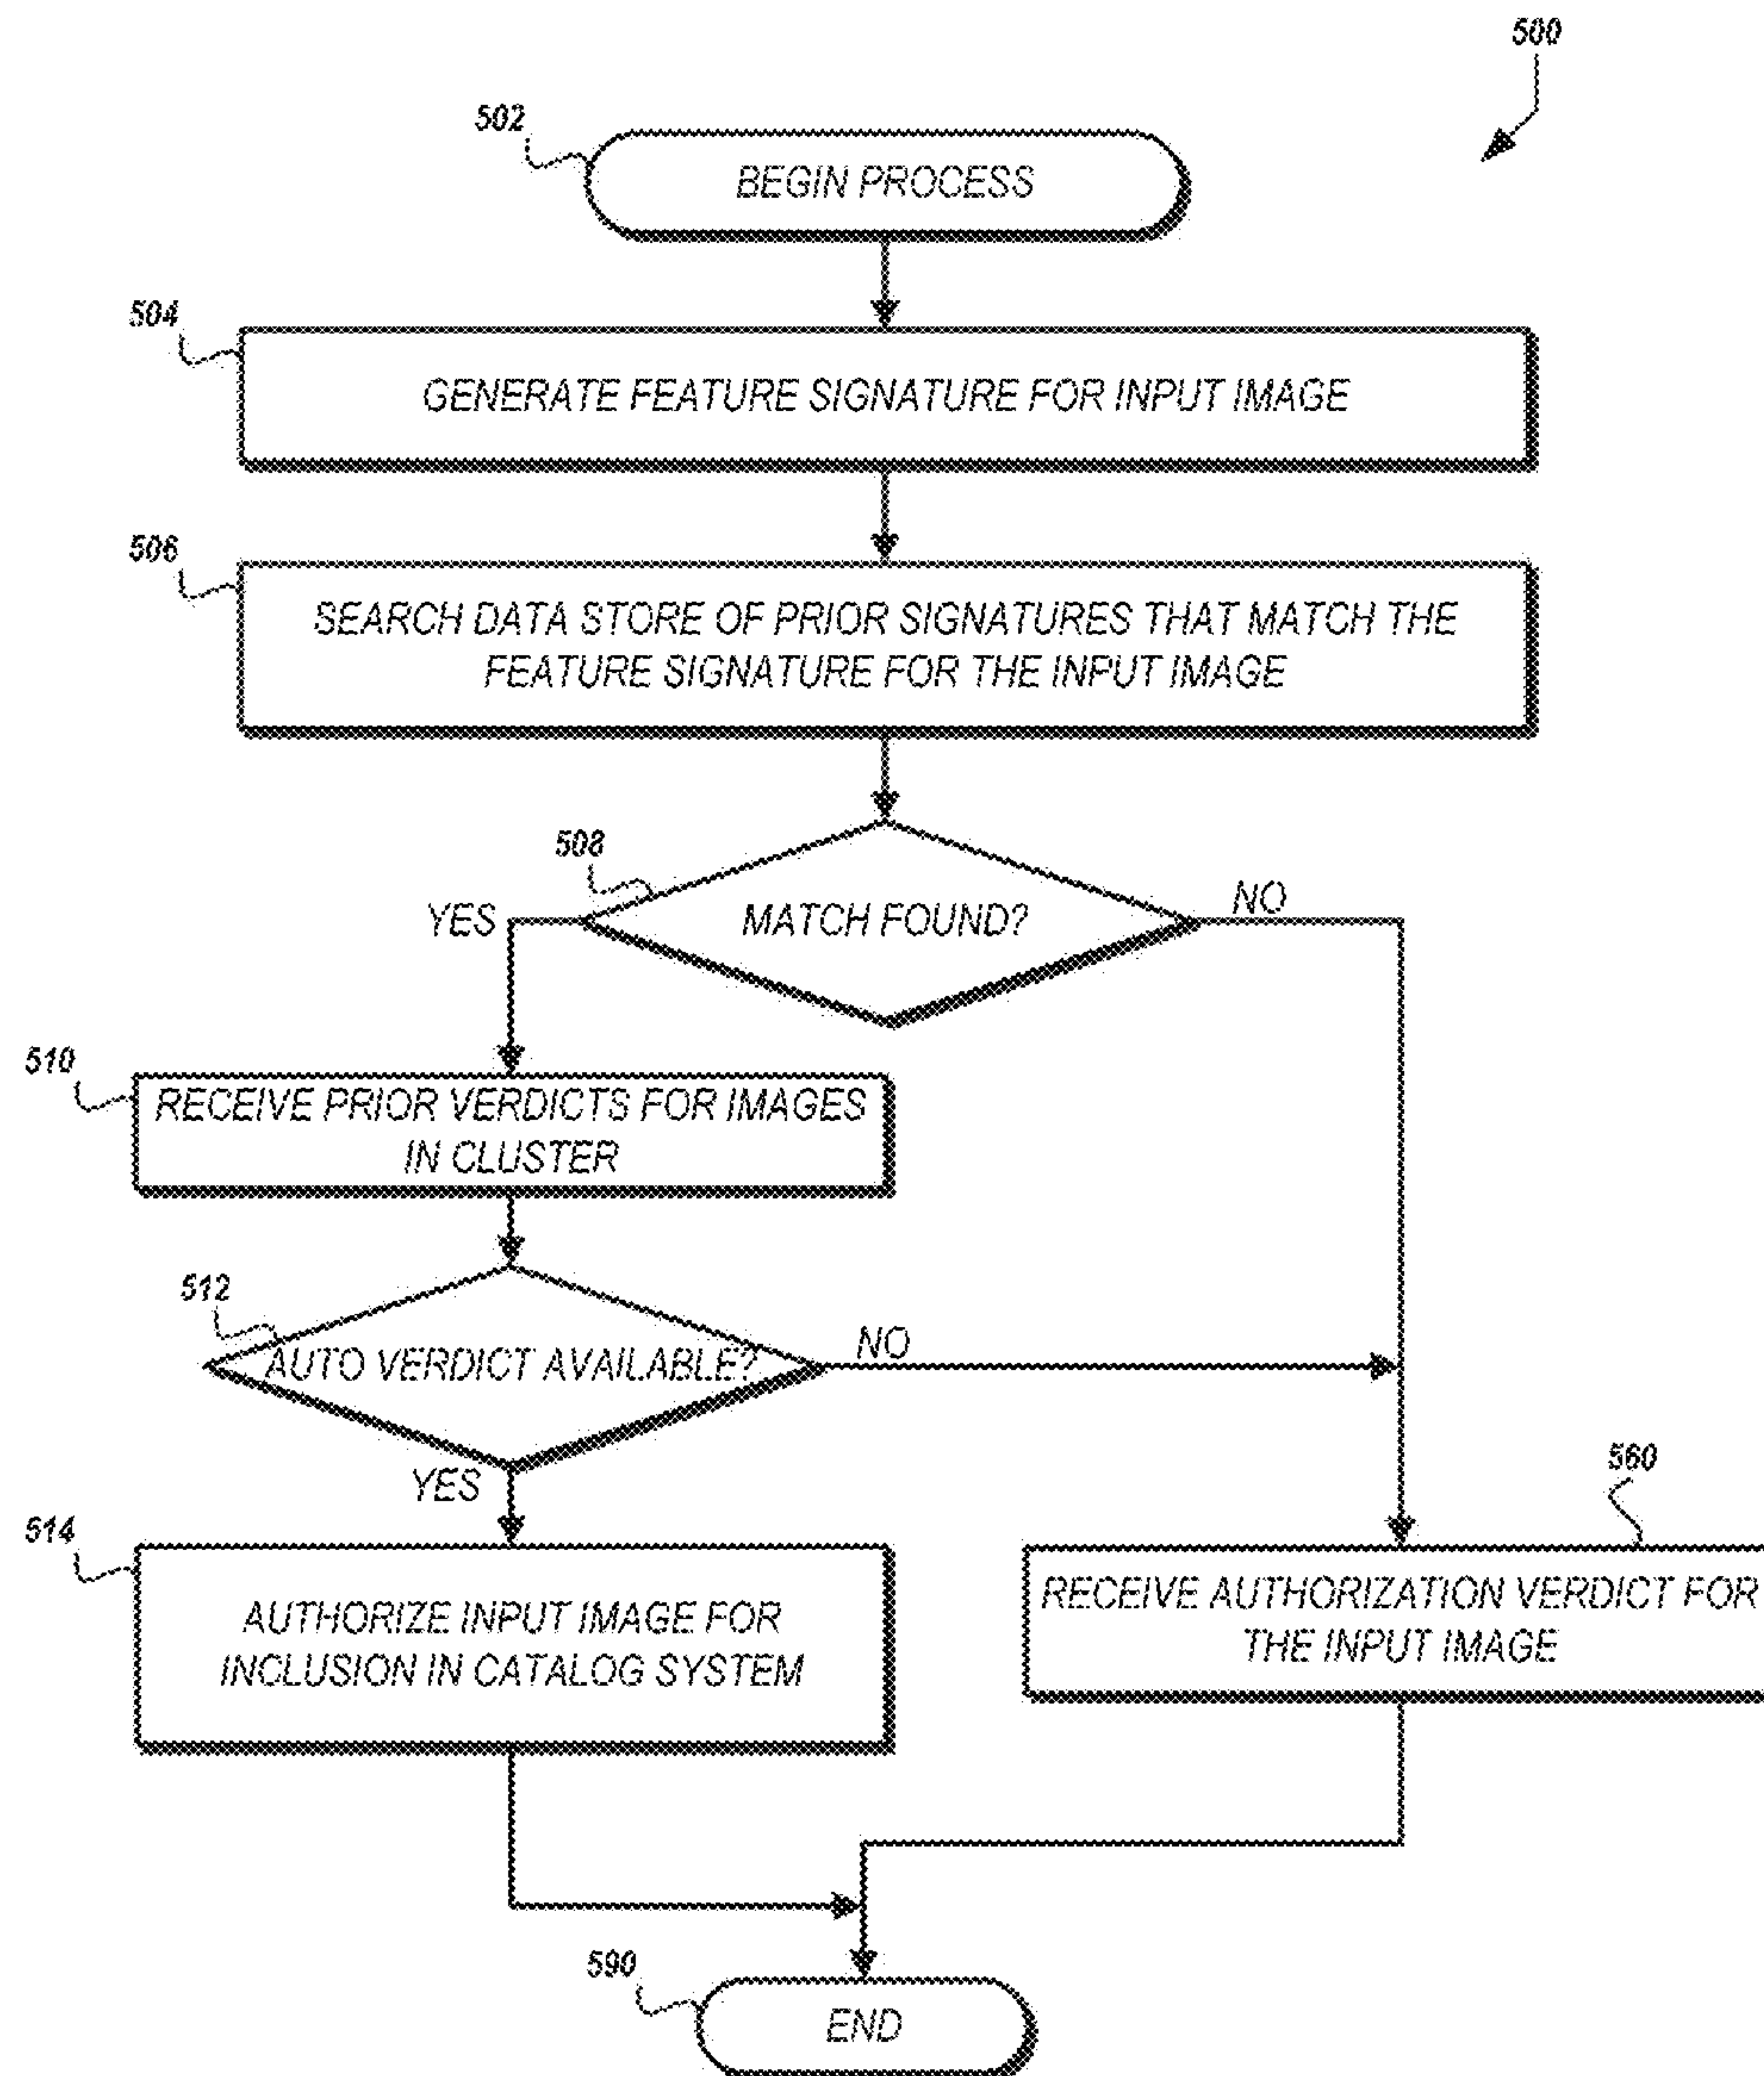 500
502
BEGIN PROCESS
504
GENERATE FEATURE SIGNATURE FOR INPUT IMAGE
506
SEARCH DATA STORE OF PRIOR SIGNATURES THAT MATCH THE
FEATURE SIGNATURE FOR THE INPUT IMAGE
508
YES
MATCH FOUND?
NO
510
RECEIVE PRIOR VERDICTS FOR IMAGES
IN CLUSTER
512
AUTO VERDICT AVAILABLE?
NO
YES
514
AUTHORIZE INPUT IMAGE FOR
INCLUSION IN CATALOG SYSTEM
560
RECEIVE AUTHORIZATION VERDICT FOR
THE INPUT IMAGE
590
END